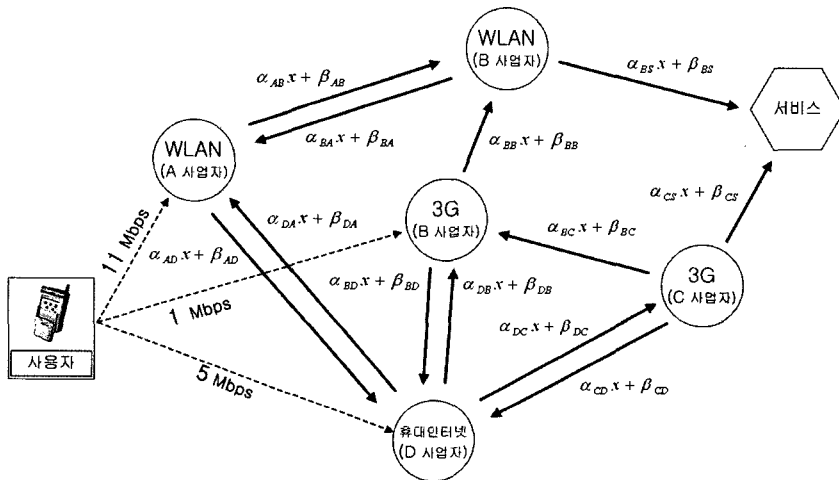 WLAN
(B 사업자)
α_AB x + β_AB
α_BS x + β_BS
서비스
WLAN
(A 사업자)
α_BA x + β_BA
α_BB x + β_BB
α_CS x + β_CS
11 Mbps
α_DA x + β_DA
3G
(B 사업자)
α_BC x + β_BC
α_AD x + β_AD
α_BD x + β_BD
α_DB x + β_DB
3G
(C 사업자)
1 Mbps
α_DC x + β_DC
사용자
5 Mbps
α_CD x + β_CD
휴대인터넷
(D 사업자)